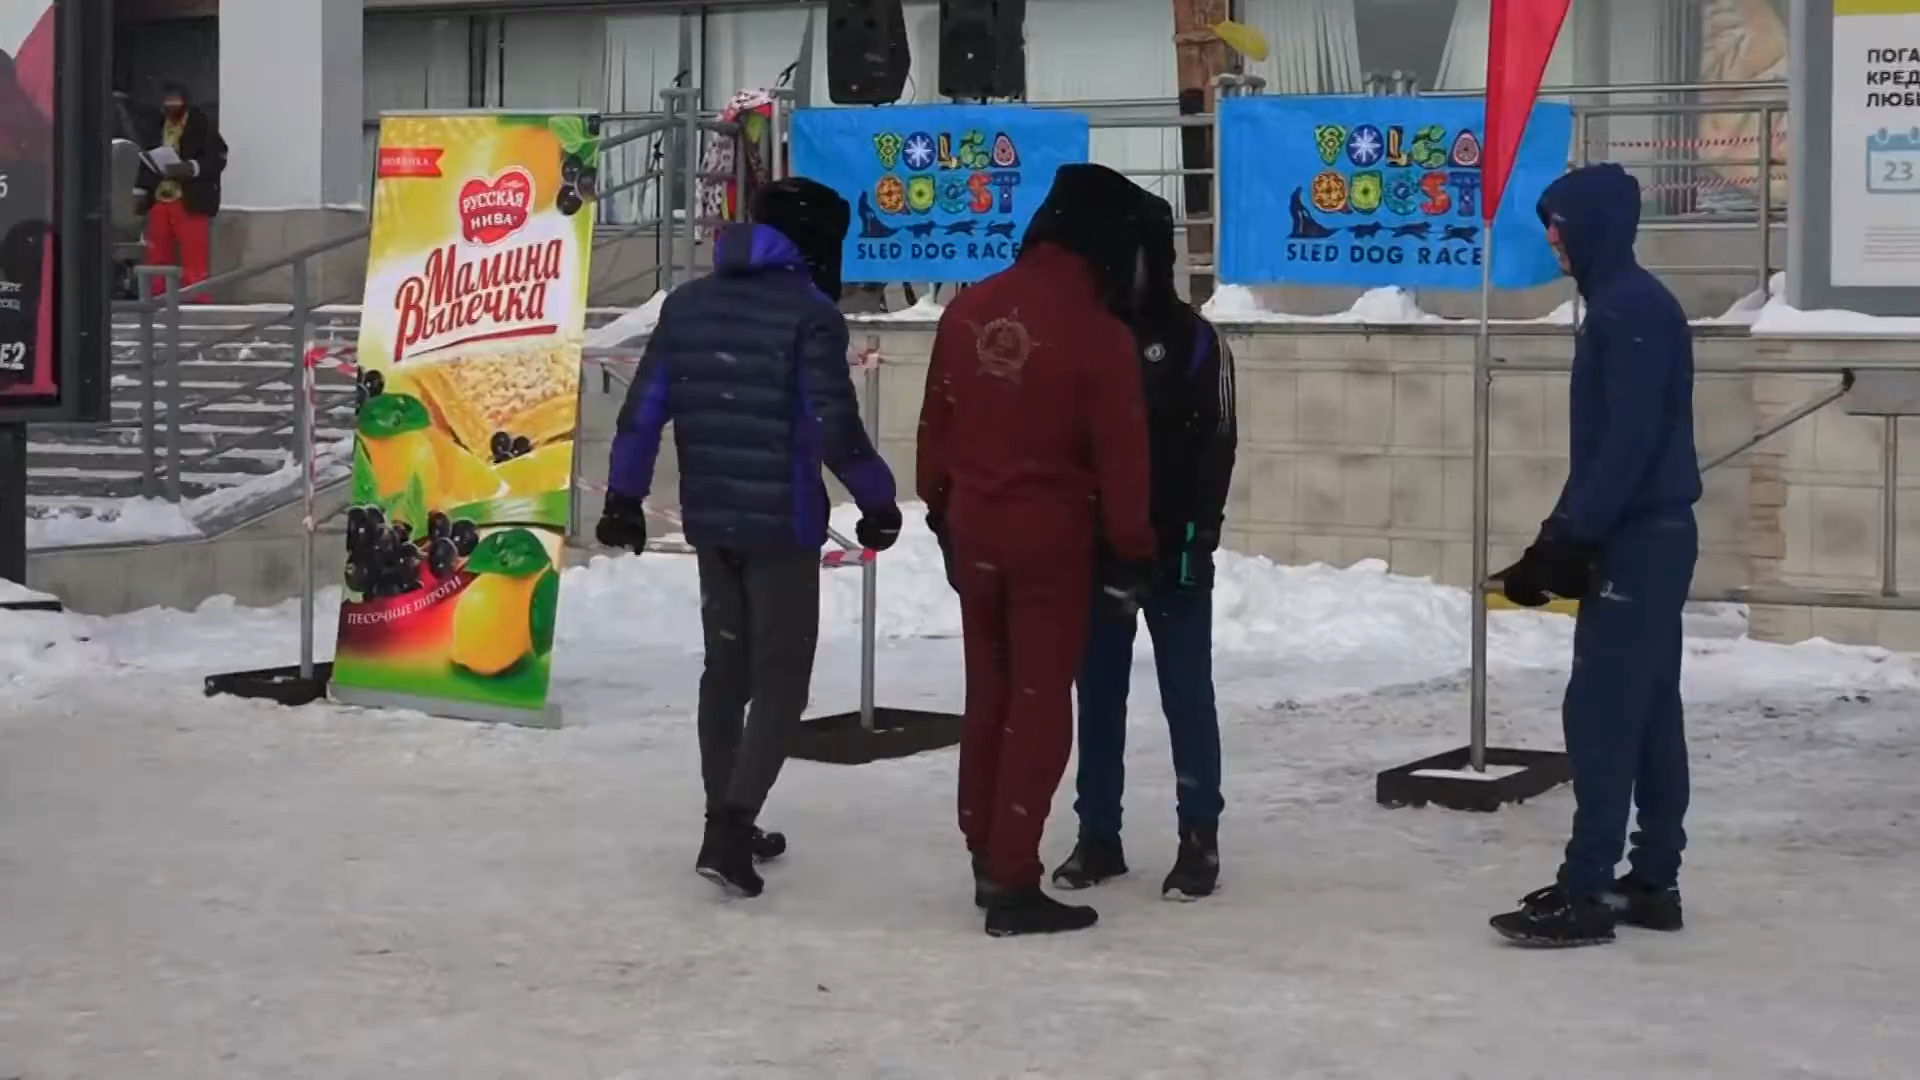 НОВИНКА
РУССКАЯ
НИВА
Мамина
Выпечка
ПЕСОЧНЫЕ ПИРОГИ
VOLGA
QUEST
SLED DOG RACE
VOLGA
QUEST
SLED DOG RACE
ПОГА
КРЕД
ЛЮБ
23
Е2